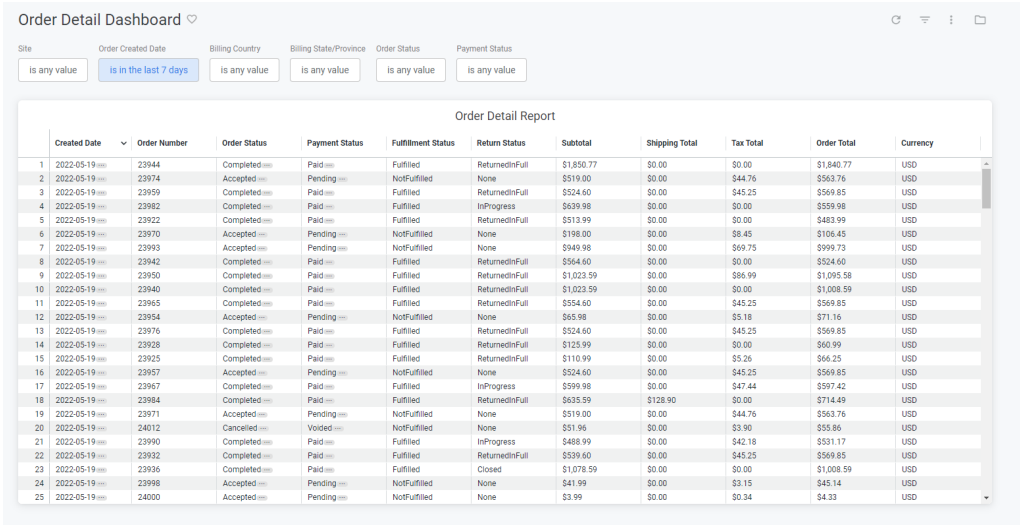 Order Detail Dashboard
Site Order Created Date Billing Country Billing State/Province Order Status Payment Status
is any value is in the last 7 days is any value is any value is any value is any value
Order Detail Report
Created Date Order Number Order Status Payment Status Fulfillment Status Return Status Subtotal Shipping Total Tax Total Order Total Currency
1 2022-05-19 23944 Completed Paid Fulfilled ReturnedInFull $1,850.77 $0.00 $0.00 $1,840.77 USD
2 2022-05-19 23974 Accepted Pending NotFulfilled None $519.00 $0.00 $44.76 $563.76 USD
3 2022-05-19 23959 Completed Paid Fulfilled ReturnedInFull $524.60 $0.00 $45.25 $569.85 USD
4 2022-05-19 23982 Completed Paid Fulfilled InProgress $639.98 $0.00 $0.00 $559.98 USD
5 2022-05-19 23922 Completed Paid Fulfilled ReturnedInFull $513.99 $0.00 $0.00 $483.99 USD
6 2022-05-19 23970 Accepted Pending NotFulfilled None $198.00 $0.00 $8.45 $106.45 USD
7 2022-05-19 23993 Accepted Pending NotFulfilled None $949.98 $0.00 $69.75 $999.73 USD
8 2022-05-19 23942 Completed Paid Fulfilled ReturnedInFull $564.60 $0.00 $0.00 $524.60 USD
9 2022-05-19 23950 Completed Paid Fulfilled ReturnedInFull $1,023.59 $0.00 $86.99 $1,095.58 USD
10 2022-05-19 23940 Completed Paid Fulfilled ReturnedInFull $1,023.59 $0.00 $0.00 $1,008.59 USD
11 2022-05-19 23965 Completed Paid Fulfilled ReturnedInFull $554.60 $0.00 $45.25 $569.85 USD
12 2022-05-19 23954 Accepted Pending NotFulfilled None $65.98 $0.00 $5.18 $71.16 USD
13 2022-05-19 23976 Completed Paid Fulfilled ReturnedInFull $524.60 $0.00 $45.25 $569.85 USD
14 2022-05-19 23928 Completed Paid Fulfilled ReturnedInFull $125.99 $0.00 $0.00 $60.99 USD
15 2022-05-19 23925 Completed Paid Fulfilled ReturnedInFull $110.99 $0.00 $5.26 $66.25 USD
16 2022-05-19 23957 Accepted Pending NotFulfilled None $524.60 $0.00 $45.25 $569.85 USD
17 2022-05-19 23967 Completed Paid Fulfilled InProgress $599.98 $0.00 $47.44 $597.42 USD
18 2022-05-19 23984 Completed Paid Fulfilled ReturnedInFull $635.59 $128.90 $0.00 $714.49 USD
19 2022-05-19 23971 Accepted Pending NotFulfilled None $519.00 $0.00 $44.76 $563.76 USD
20 2022-05-19 24012 Cancelled Voided NotFulfilled None $51.96 $0.00 $3.90 $55.86 USD
21 2022-05-19 23990 Completed Paid Fulfilled InProgress $488.99 $0.00 $42.18 $531.17 USD
22 2022-05-19 23932 Completed Paid Fulfilled ReturnedInFull $539.60 $0.00 $45.25 $569.85 USD
23 2022-05-19 23936 Completed Paid Fulfilled Closed $1,078.59 $0.00 $0.00 $1,008.59 USD
24 2022-05-19 23998 Accepted Pending NotFulfilled None $41.99 $0.00 $3.15 $45.14 USD
25 2022-05-19 24000 Accepted Pending NotFulfilled None $3.99 $0.00 $0.34 $4.33 USD